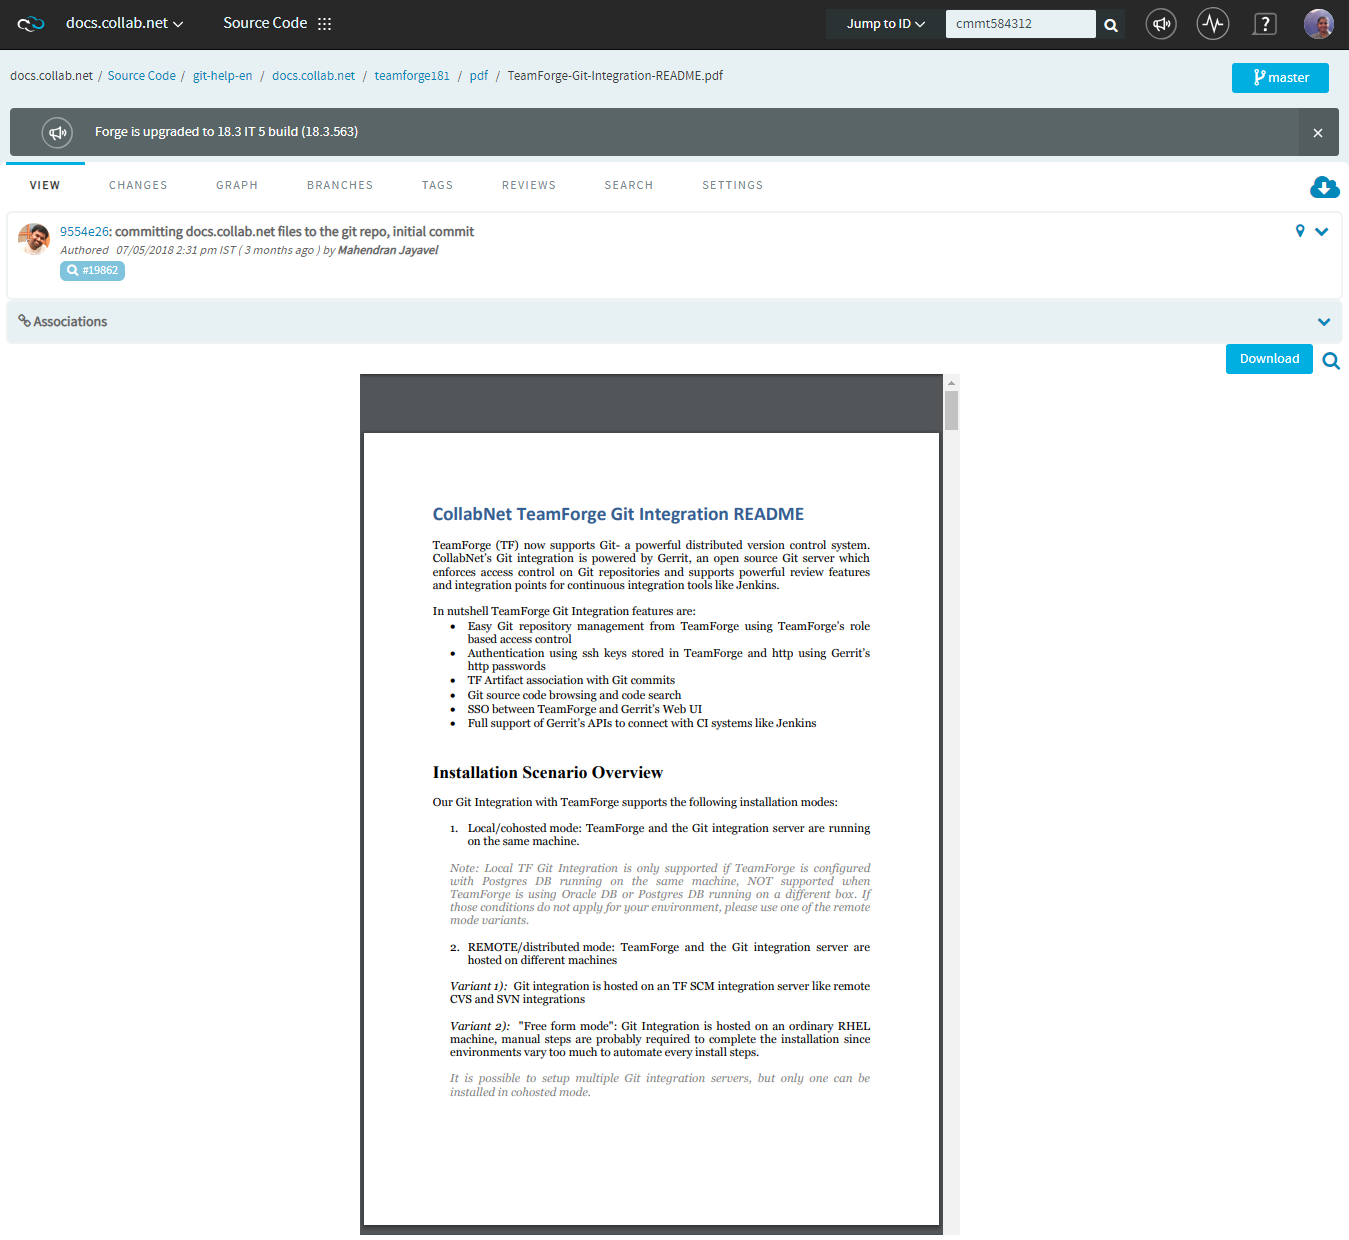 docs.collab.net Source Code Jump to ID cmmt584312 ?
docs.collab.net / Source Code / git-help-en / docs.collab.net / teamforge181 / pdf / TeamForge-Git-Integration-README.pdf master
Forge is upgraded to 18.3 IT 5 build (18.3.563) ×
VIEW CHANGES GRAPH BRANCHES TAGS REVIEWS SEARCH SETTINGS
9554e26: committing docs.collab.net files to the git repo, initial commit
Authored 07/05/2018 2:31 pm IST ( 3 months ago ) by Mahendran Jayavel
#19862
Associations
Download
CollabNet TeamForge Git Integration README
TeamForge (TF) now supports Git- a powerful distributed version control system.
CollabNet's Git integration is powered by Gerrit, an open source Git server which
enforces access control on Git repositories and supports powerful review features
and integration points for continuous integration tools like Jenkins.
In nutshell TeamForge Git Integration features are:
• Easy Git repository management from TeamForge using TeamForge's role
based access control
• Authentication using ssh keys stored in TeamForge and http using Gerrit's
http passwords
• TF Artifact association with Git commits
• Git source code browsing and code search
• SSO between TeamForge and Gerrit's Web UI
• Full support of Gerrit's APIs to connect with CI systems like Jenkins
Installation Scenario Overview
Our Git Integration with TeamForge supports the following installation modes:
1. Local/cohosted mode: TeamForge and the Git integration server are running
on the same machine.
Note: Local TF Git Integration is only supported if TeamForge is configured
with Postgres DB running on the same machine, NOT supported when
TeamForge is using Oracle DB or Postgres DB running on a different box. If
those conditions do not apply for your environment, please use one of the remote
mode variants.
2. REMOTE/distributed mode: TeamForge and the Git integration server are
hosted on different machines
Variant 1): Git integration is hosted on an TF SCM integration server like remote
CVS and SVN integrations
Variant 2): "Free form mode": Git Integration is hosted on an ordinary RHEL
machine, manual steps are probably required to complete the installation since
environments vary too much to automate every install steps.
It is possible to setup multiple Git integration servers, but only one can be
installed in cohosted mode.